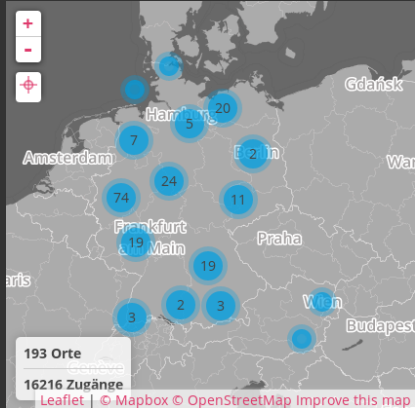 +
-
Gdańsk
20
Hamburg
5
7
Amsterdam
Berlin
2
24
74
11
Frankfurt
am Main
19
Praha
19
Wien
2
3
3
Budapest
193 Orte
16216 Zugänge
Leaflet | © Mapbox © OpenStreetMap Improve this map